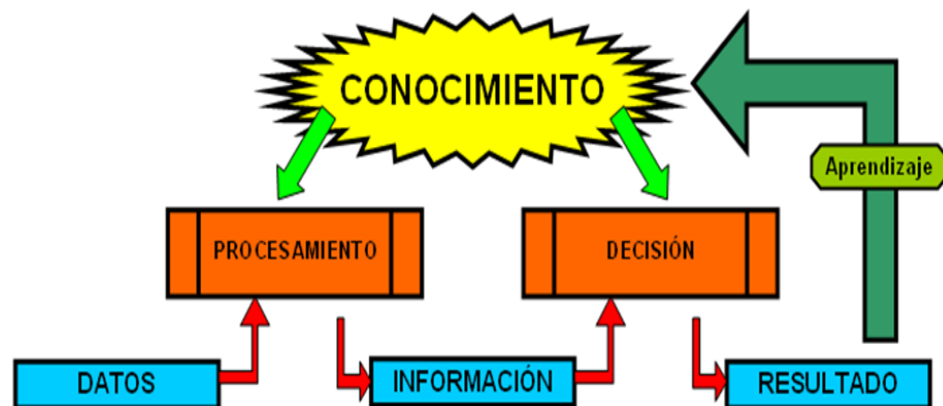 CONOCIMIENTO
Aprendizaje
PROCESAMIENTO
DECISIÓN
DATOS
INFORMACIÓN
RESULTADO